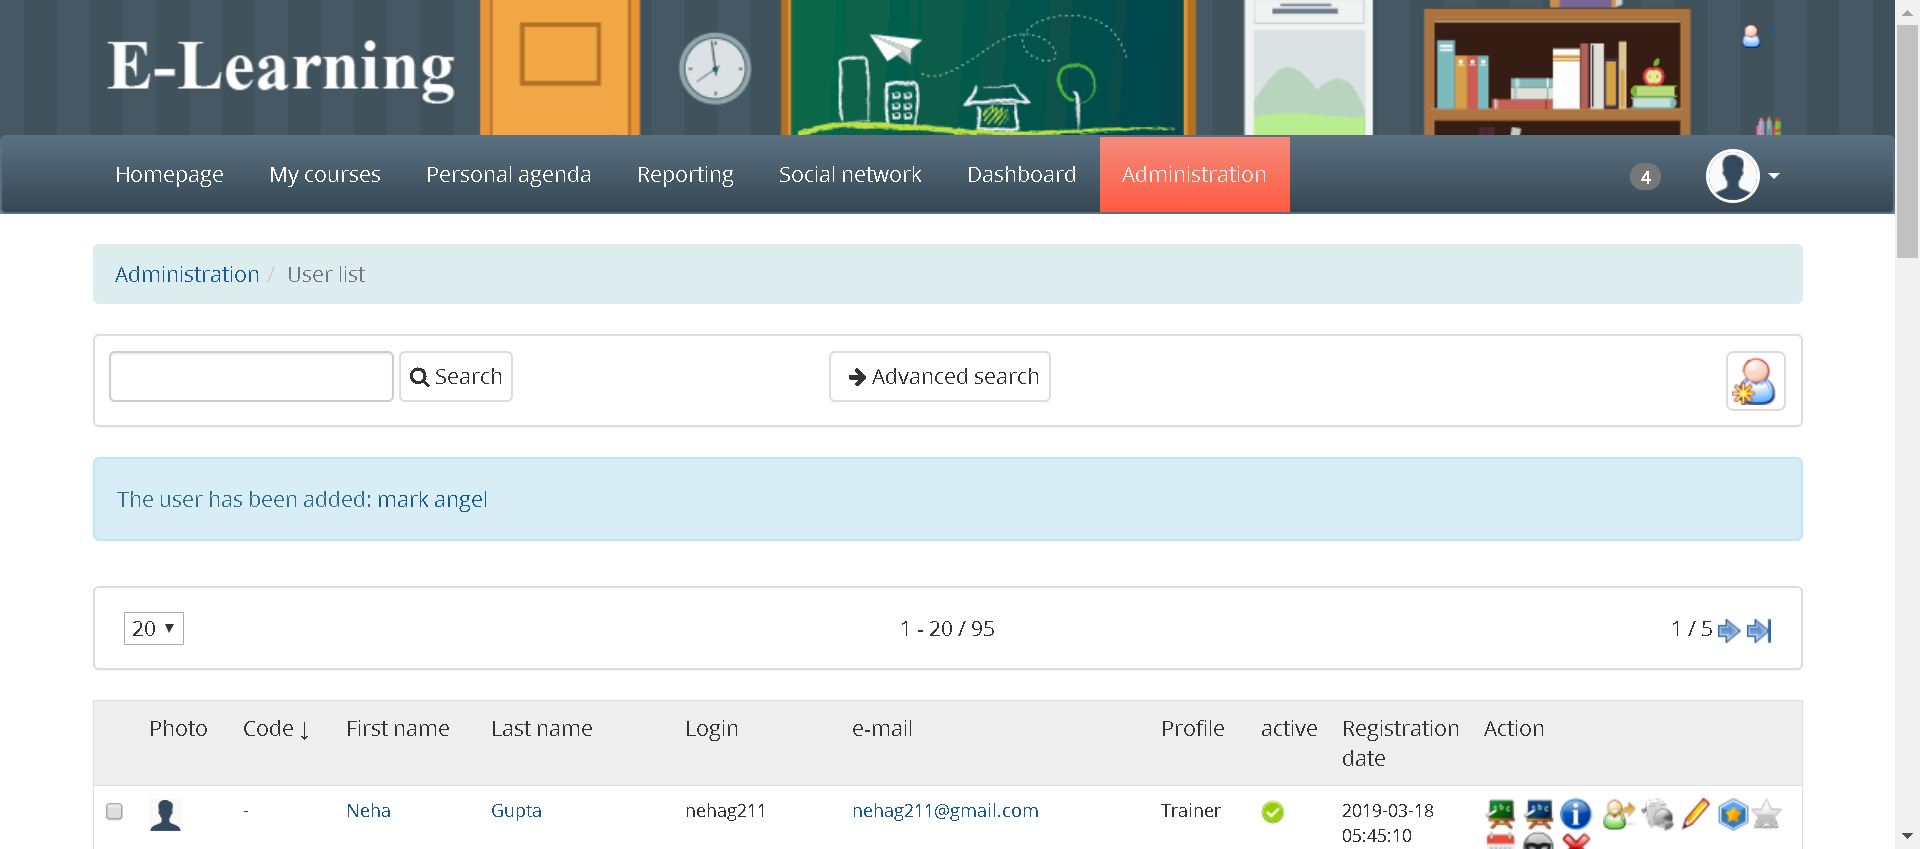 E-Learning
Homepage My courses Personal agenda Reporting Social network Dashboard Administration 4
Administration / User list
Search Advanced search
The user has been added: mark angel
20 1 - 20 / 95 1 / 5
Photo Code ↓ First name Last name Login e-mail Profile active Registration date Action
- Neha Gupta nehag211 nehag211@gmail.com Trainer 2019-03-18
05:45:10